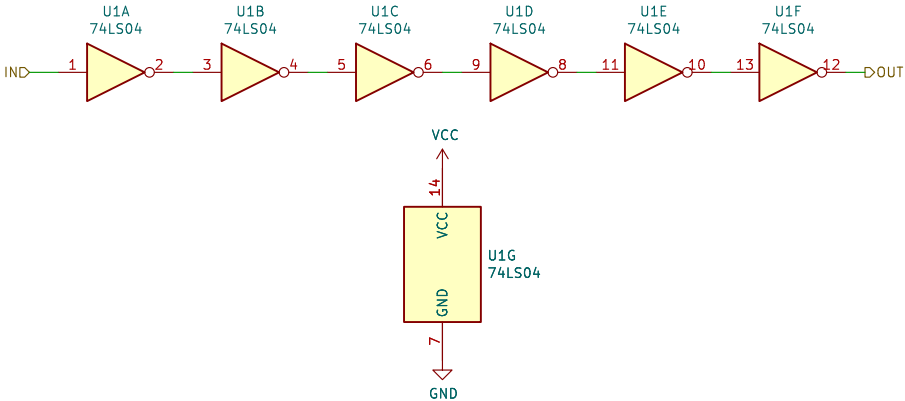 U1A
74LS04
U1B
74LS04
U1C
74LS04
U1D
74LS04
U1E
74LS04
U1F
74LS04
IN 1 2 3 4 5 6 9 8 11 10 13 12 OUT
VCC
14
VCC
U1G
74LS04
GND
7
GND